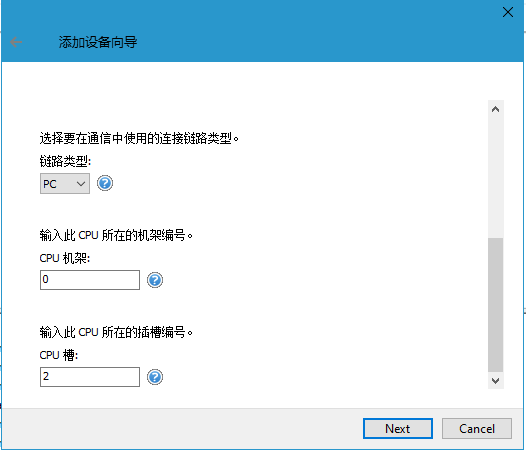 添加设备向导
选择要在通信中使用的连接链路类型。
链路类型:
PC
输入此 CPU 所在的机架编号。
CPU 机架:
0
输入此 CPU 所在的插槽编号。
CPU 槽:
2
Next Cancel